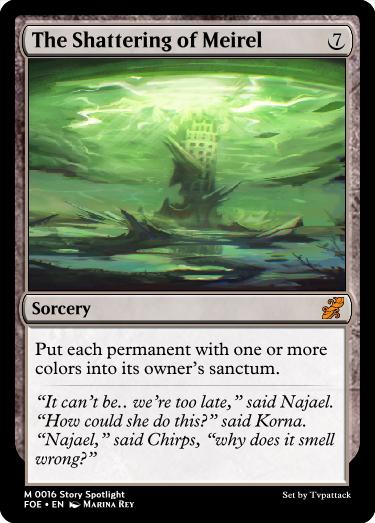 The Shattering of Meirel 7
Sorcery
Put each permanent with one or more
colors into its owner’s sanctum.
“It can’t be.. we’re too late,” said Najael.
“How could she do this?” said Korna.
“Najael,” said Chirps, “why does it smell
wrong?”
M 0016 Story Spotlight
FOE • EN Marina Rey
Set by Tvpattack